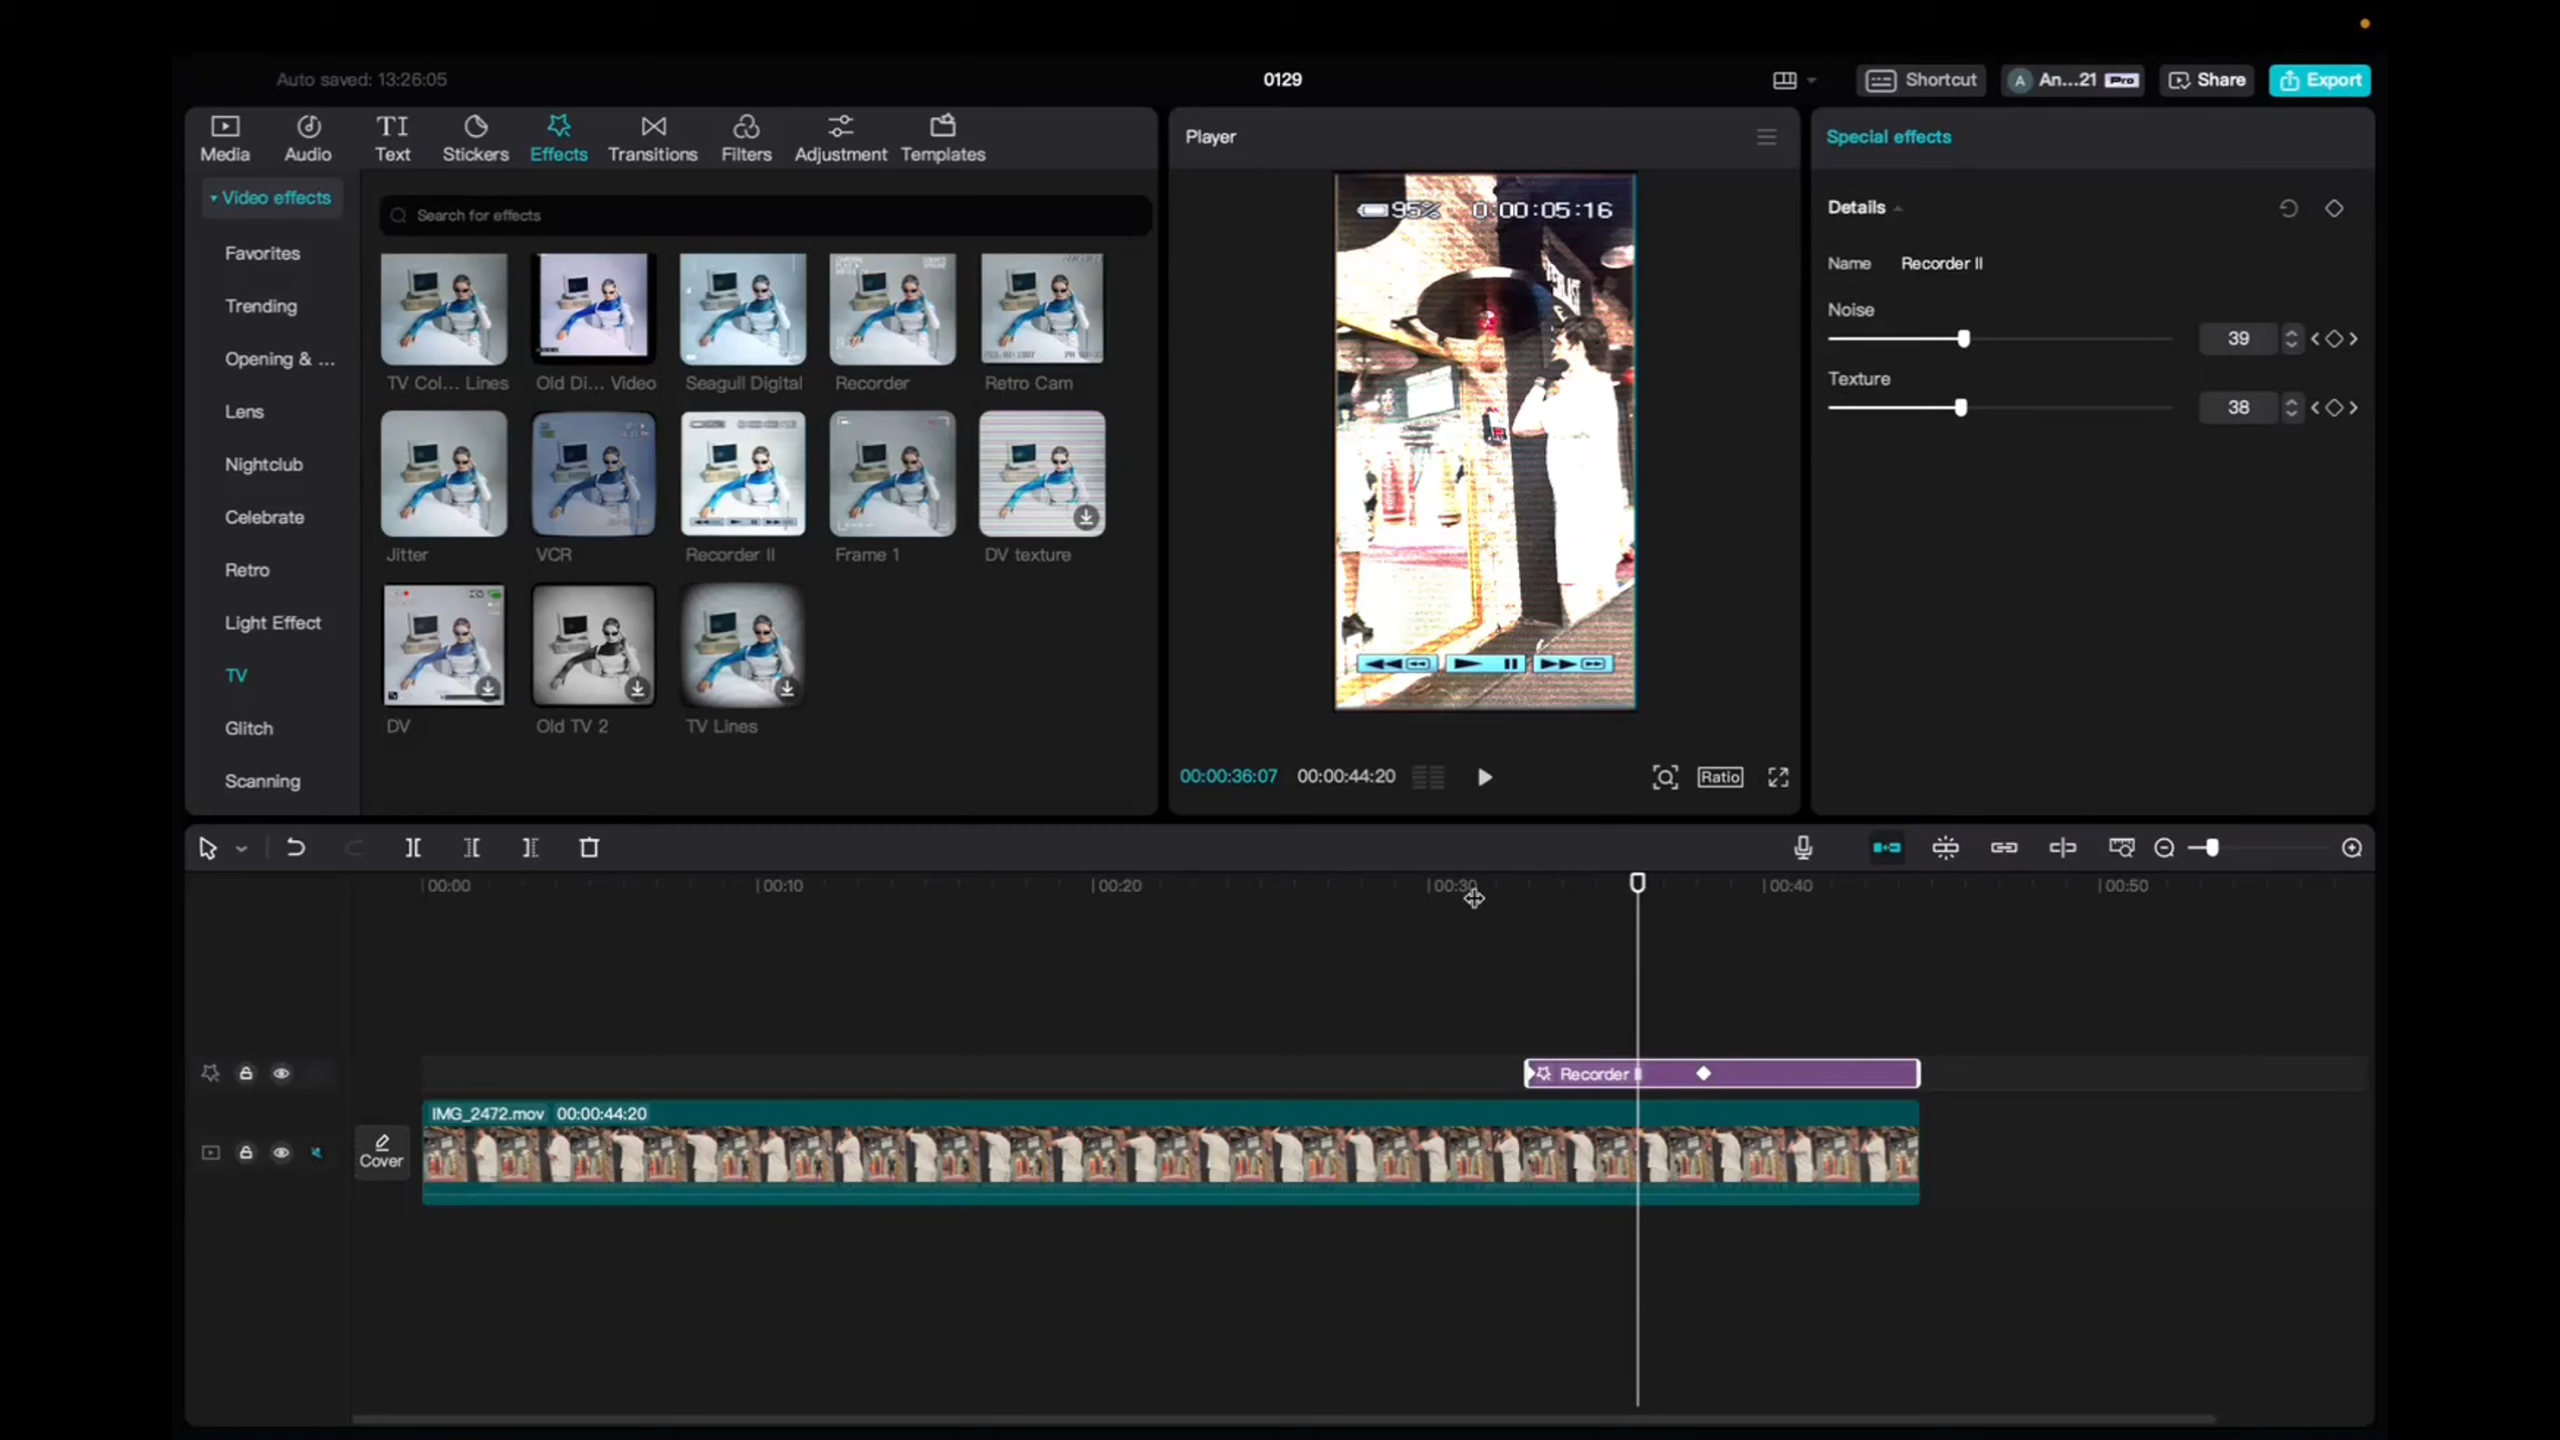 Auto saved: 13:26:05
0129
Shortcut
A
An...21
Pro
Share
Export
Media
Audio
TI
Text
Stickers
Effects
Transitions
Filters
Adjustment
Templates
Video effects
Favorites
Trending
Opening & ...
Lens
Nightclub
Celebrate
Retro
Light Effect
TV
Glitch
Scanning
Search for effects
TV Col... Lines
Old Di... Video
Seagull Digital
Recorder
Retro Cam
Jitter
VCR
Recorder II
Frame 1
DV texture
DV
Old TV 2
TV Lines
Player
95%
0:00:05:16
00:00:36:07
00:00:44:20
Ratio
Special effects
Details
Name
Recorder II
Noise
39
Texture
38
00:00
00:10
00:20
00:30
00:40
00:50
Recorder II
IMG_2472.mov
00:00:44:20
Cover